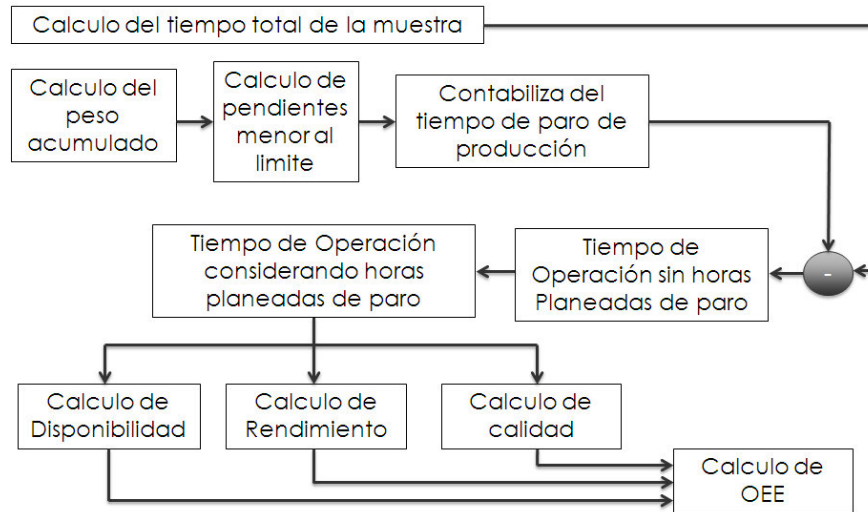 Calculo del tiempo total de la muestra
Calculo del
peso
acumulado
Calculo de
pendientes
menor al
limite
Contabiliza del
tiempo de paro de
producción
Tiempo de Operación
considerando horas
planeadas de paro
Tiempo de
Operación sin horas
Planeadas de paro
-
Calculo de
Disponibilidad
Calculo de
Rendimiento
Calculo de
calidad
Calculo de
OEE